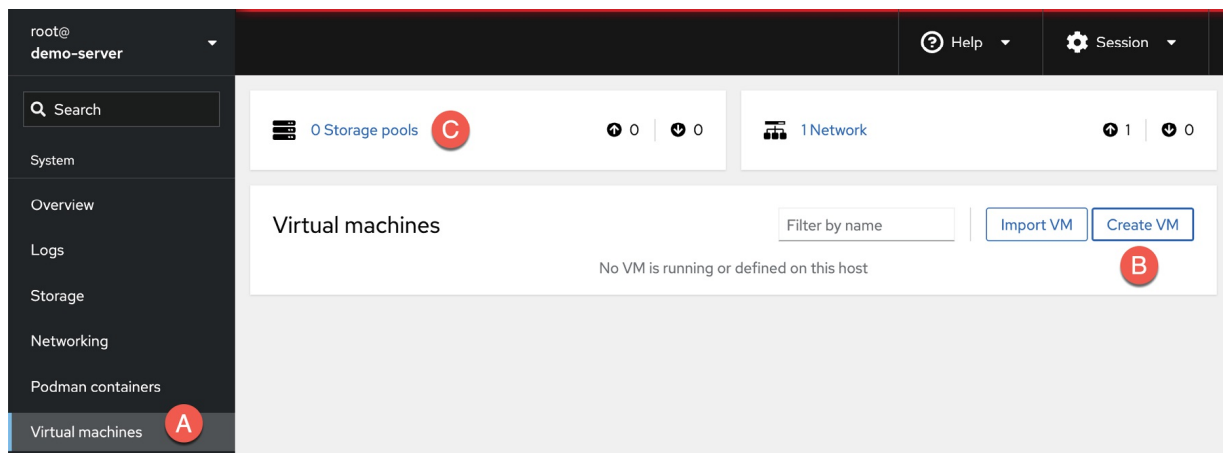 root@
demo-server
Help
Session
Search
System
Overview
Logs
Storage
Networking
Podman containers
Virtual machines A
0 Storage pools C 0 0
1 Network 1 0
Virtual machines
Filter by name
Import VM
Create VM
B
No VM is running or defined on this host